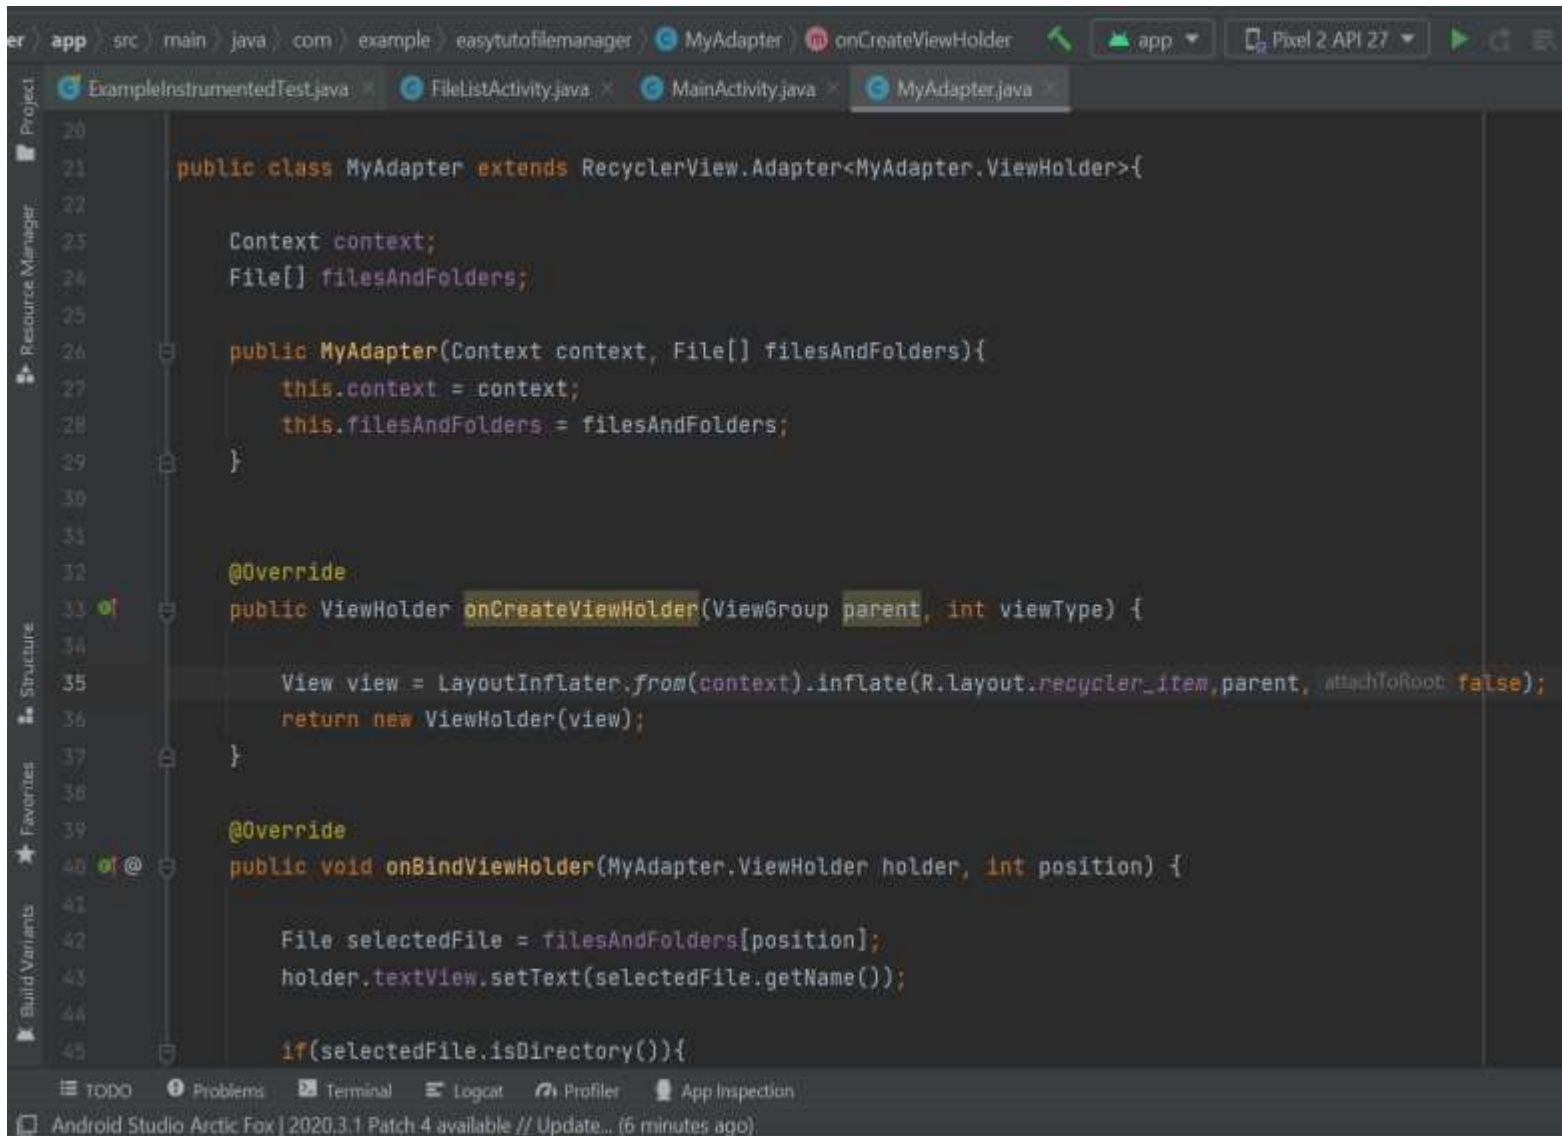 er app src main java com example easytutofilemanager MyAdapter onCreateViewHolder app Pixel 2 API 27
ExampleInstrumentedTest.java FileListActivity.java MainActivity.java MyAdapter.java
Project
Resource Manager
Structure
Favorites
Build Variants
20
21 public class MyAdapter extends RecyclerView.Adapter<MyAdapter.ViewHolder>{
22
23 Context context;
24 File[] filesAndFolders;
25
26 public MyAdapter(Context context, File[] filesAndFolders){
27 this.context = context;
28 this.filesAndFolders = filesAndFolders;
29 }
30
31
32 @Override
33 public ViewHolder onCreateViewHolder(ViewGroup parent, int viewType) {
34
35 View view = LayoutInflater.from(context).inflate(R.layout.recycler_item,parent, attachToRoot: false);
36 return new ViewHolder(view);
37 }
38
39 @Override
40 @ public void onBindViewHolder(MyAdapter.ViewHolder holder, int position) {
41
42 File selectedFile = filesAndFolders[position];
43 holder.textView.setText(selectedFile.getName());
44
45 if(selectedFile.isDirectory()){
TODO Problems Terminal Logcat Profiler App Inspection
Android Studio Arctic Fox | 2020.3.1 Patch 4 available // Update... (6 minutes ago)